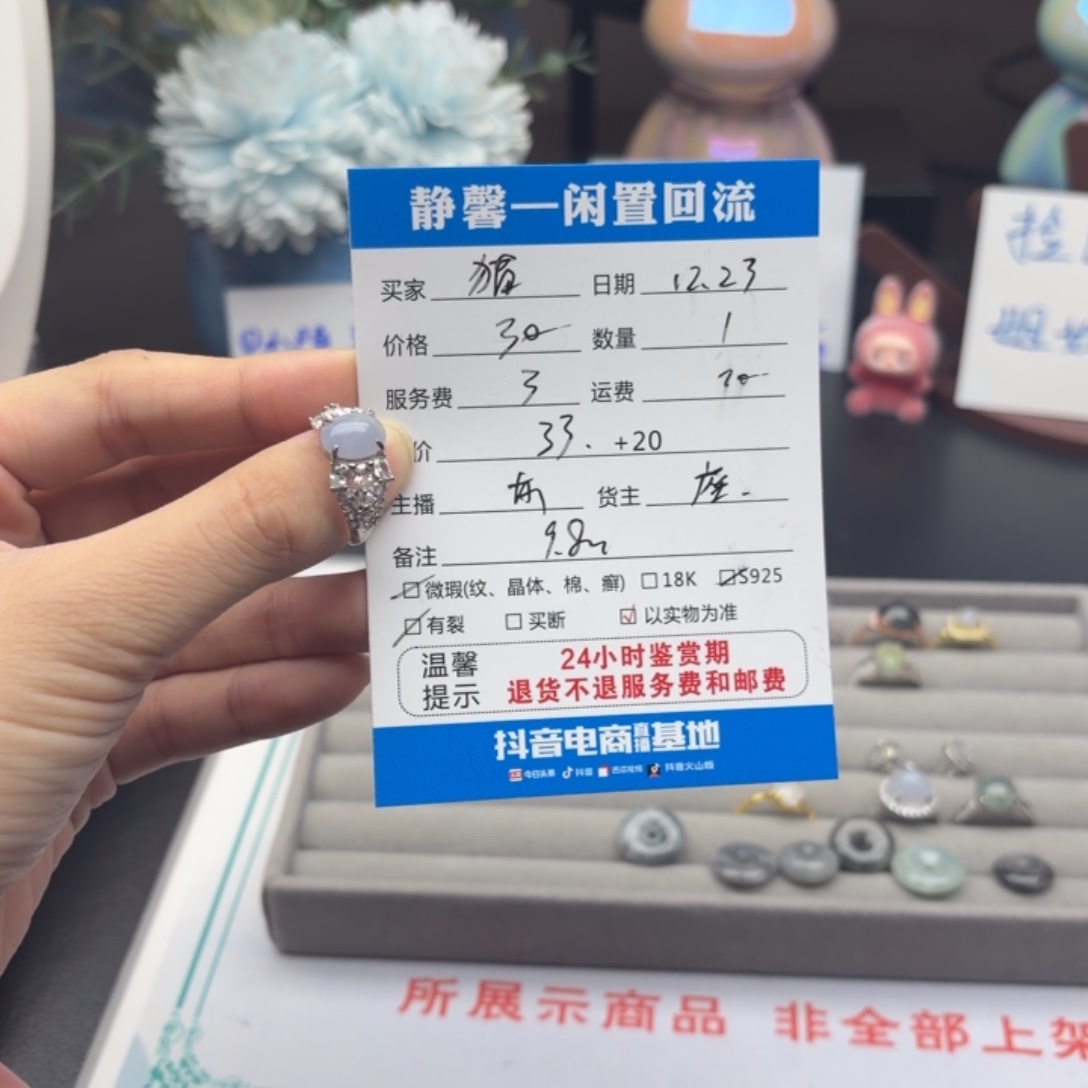 静馨一闲置回流
买家 猫 日期 12.23
价格 30 数量 1
服务费 3 运费 20
价 33. +20
主播 货主 座.
备注 9.8
微瑕(纹、晶体、棉、癣) 18K S925
有裂 买断 以实物为准
温馨提示
24小时鉴赏期
退货不退服务费和邮费
抖音电商直播基地
今日头条 抖音 西瓜视频 抖音火山版
所展示商品 非全部上架